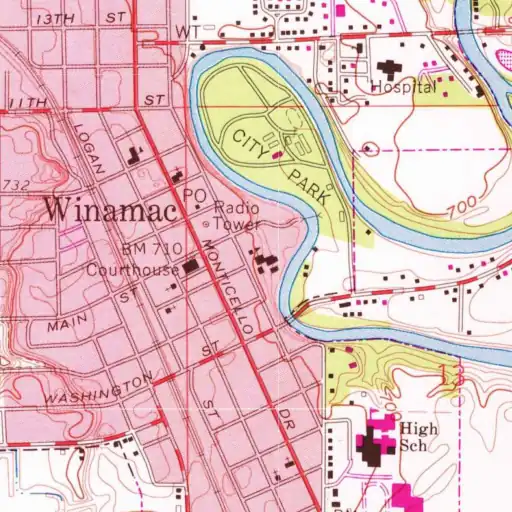 13TH ST
WT
11TH ST
Hospital
CITY PARK
LOGAN
732
PO
Winamac
Radio
Tower
700
BM 710
Courthouse
MONTICELLO
MAIN ST
WASHINGTON ST
ST
DR
13
High
Sch